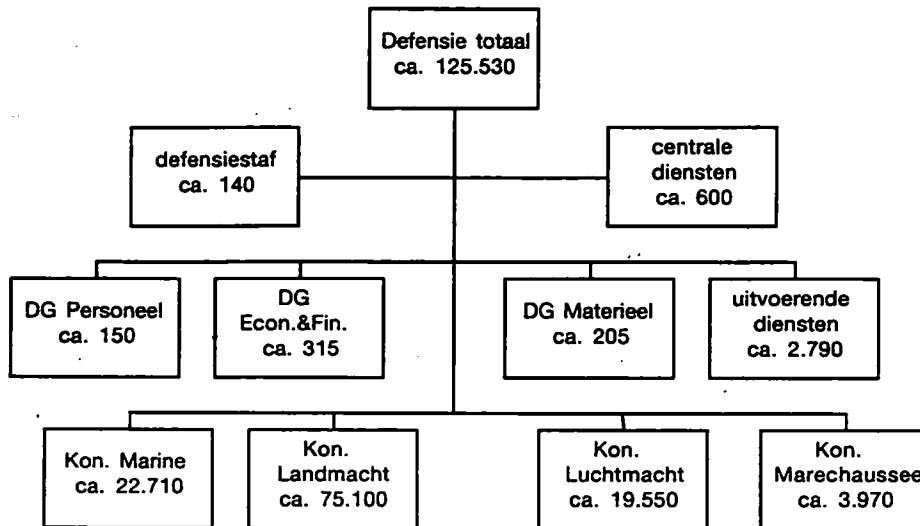 Defensie totaal
ca. 125.530
defensiestaf
ca. 140
centrale
diensten
ca. 600
DG Personeel
ca. 150
DG
Econ.&Fin.
ca. 315
DG Materieel
ca. 205
uitvoerende
diensten
ca. 2.790
Kon. Marine
ca. 22.710
Kon.
Landmacht
ca. 75.100
Kon.
Luchtmacht
ca. 19.550
Kon.
Marechaussee
ca. 3.970